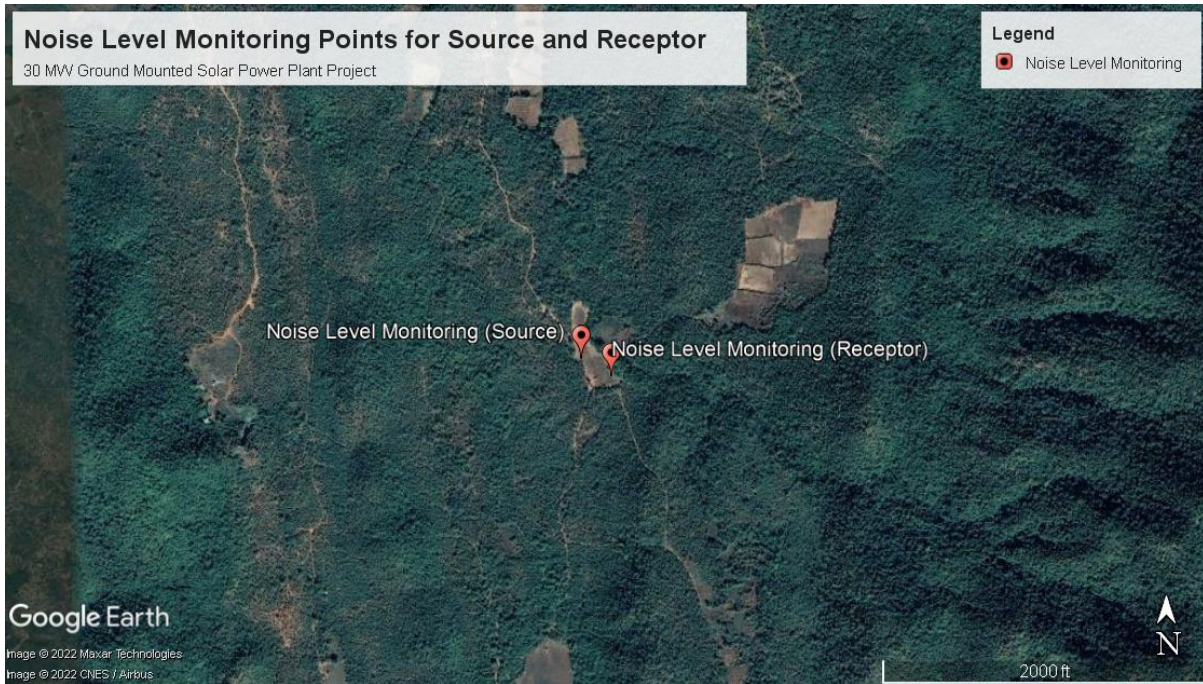 Noise Level Monitoring Points for Source and Receptor
30 MW Ground Mounted Solar Power Plant Project
Legend
Noise Level Monitoring
Noise Level Monitoring (Source)
Noise Level Monitoring (Receptor)
Google Earth
Image © 2022 Maxar Technologies
Image © 2022 CNES / Airbus
N
2000 ft